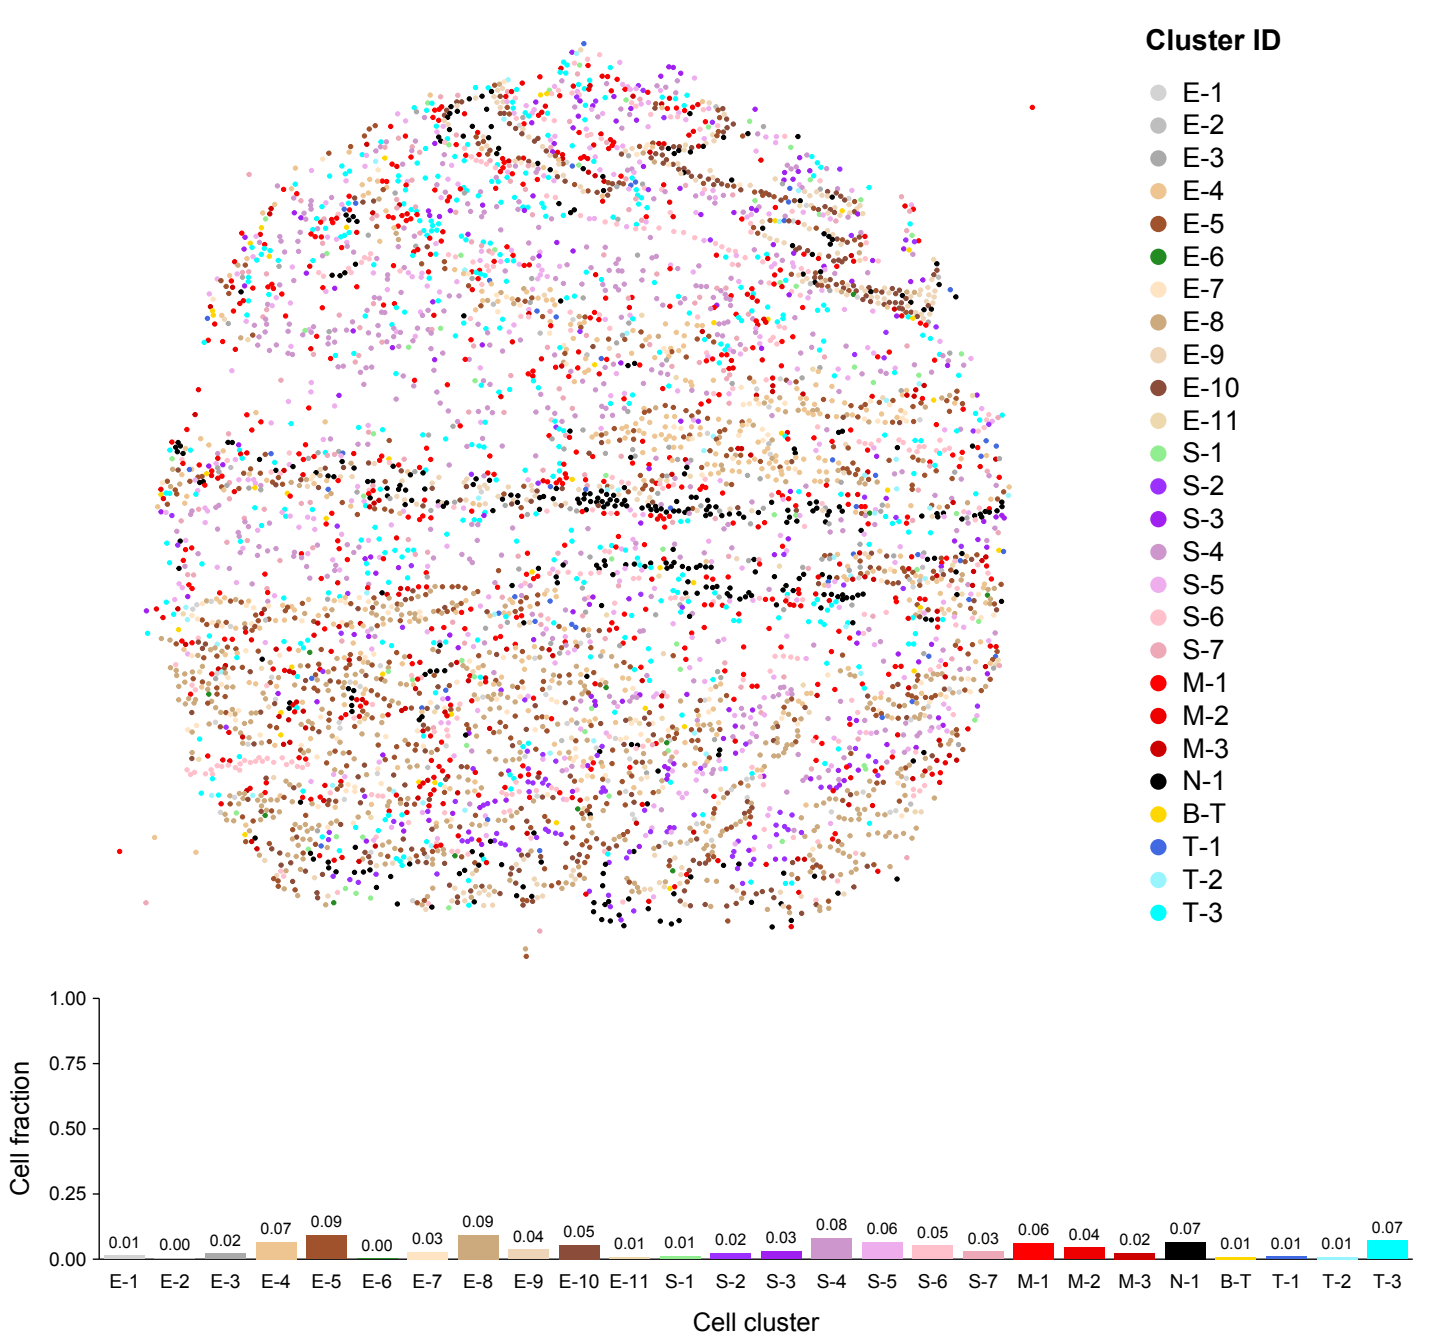 Cluster ID
E-1
E-2
E-3
E-4
E-5
E-6
E-7
E-8
E-9
E-10
E-11
S-1
S-2
S-3
S-4
S-5
S-6
S-7
M-1
M-2
M-3
N-1
B-T
T-1
T-2
T-3
Cell fraction
1.00
0.75
0.50
0.25
0.00
0.01 0.00 0.02 0.07 0.09 0.00 0.03 0.09 0.04 0.05 0.01 0.01 0.02 0.03 0.08 0.06 0.05 0.03 0.06 0.04 0.02 0.07 0.01 0.01 0.01 0.07
E-1 E-2 E-3 E-4 E-5 E-6 E-7 E-8 E-9 E-10 E-11 S-1 S-2 S-3 S-4 S-5 S-6 S-7 M-1 M-2 M-3 N-1 B-T T-1 T-2 T-3
Cell cluster